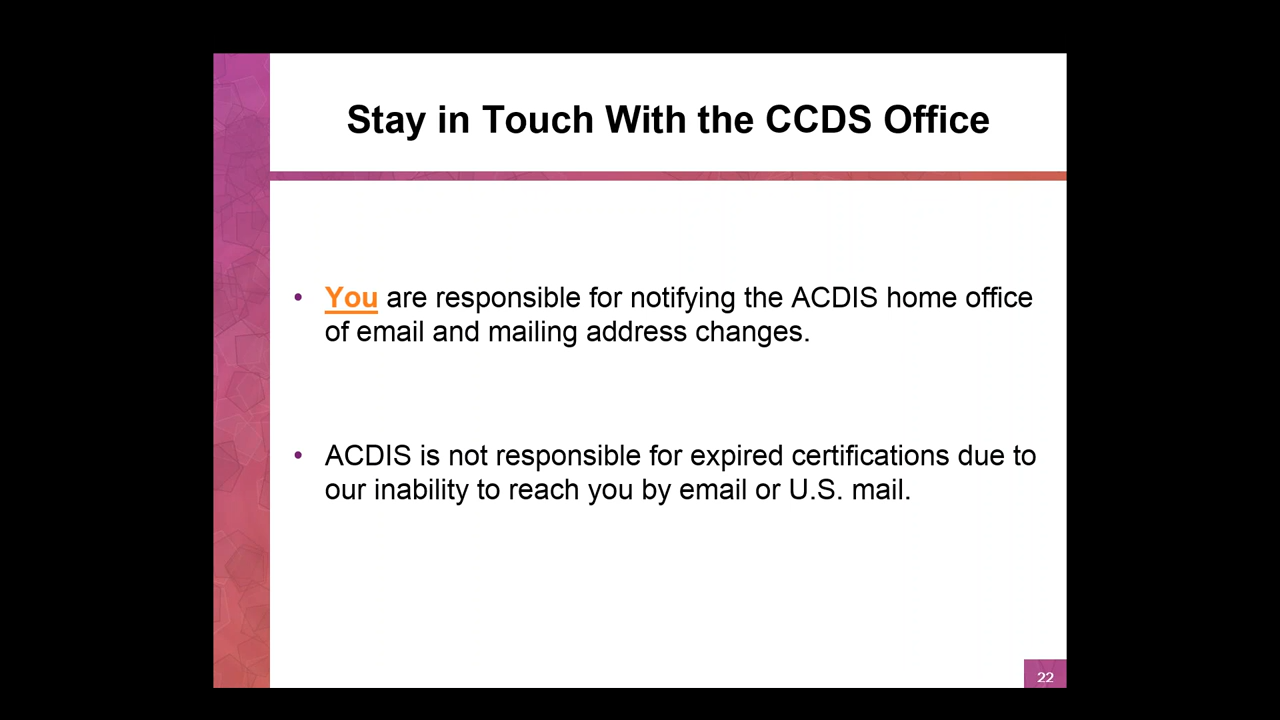 Stay in Touch With the CCDS Office
• You are responsible for notifying the ACDIS home office
of email and mailing address changes.
• ACDIS is not responsible for expired certifications due to
our inability to reach you by email or U.S. mail.
22